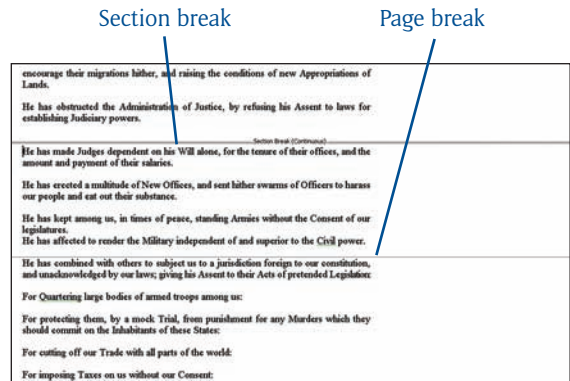 Section break
Page break
encourage their migrations hither, and raising the conditions of new Appropriations of
Lands.
He has obstructed the Administration of Justice, by refusing his Assent to laws for
establishing Judiciary powers.
Section Break (Continuous)
He has made Judges dependent on his Will alone, for the tenure of their offices, and the
amount and payment of their salaries.
He has erected a multitude of New Offices, and sent hither swarms of Officers to harass
our people and eat out their substance.
He has kept among us, in times of peace, standing Armies without the Consent of our
legislatures.
He has affected to render the Military independent of and superior to the Civil power.
He has combined with others to subject us to a jurisdiction foreign to our constitution,
and unacknowledged by our laws; giving his Assent to their Acts of pretended Legislation:
For Quartering large bodies of armed troops among us:
For protecting them, by a mock Trial, from punishment for any Murders which they
should commit on the Inhabitants of these States:
For cutting off our Trade with all parts of the world:
For imposing Taxes on us without our Consent: